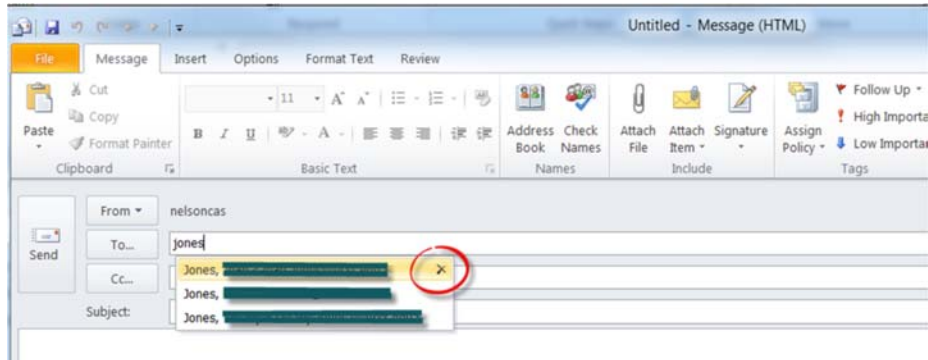 Untitled - Message (HTML)
File Message Insert Options Format Text Review
Cut
Copy
Format Painter
Paste
Clipboard
11
B I U
Basic Text
Address Book
Check Names
Names
Attach File
Attach Item
Signature
Include
Assign Policy
Follow Up
High Importa
Low Importan
Tags
From nelsoncas
Send
To... jones
Cc...
Jones,
Jones,
Jones,
Subject: